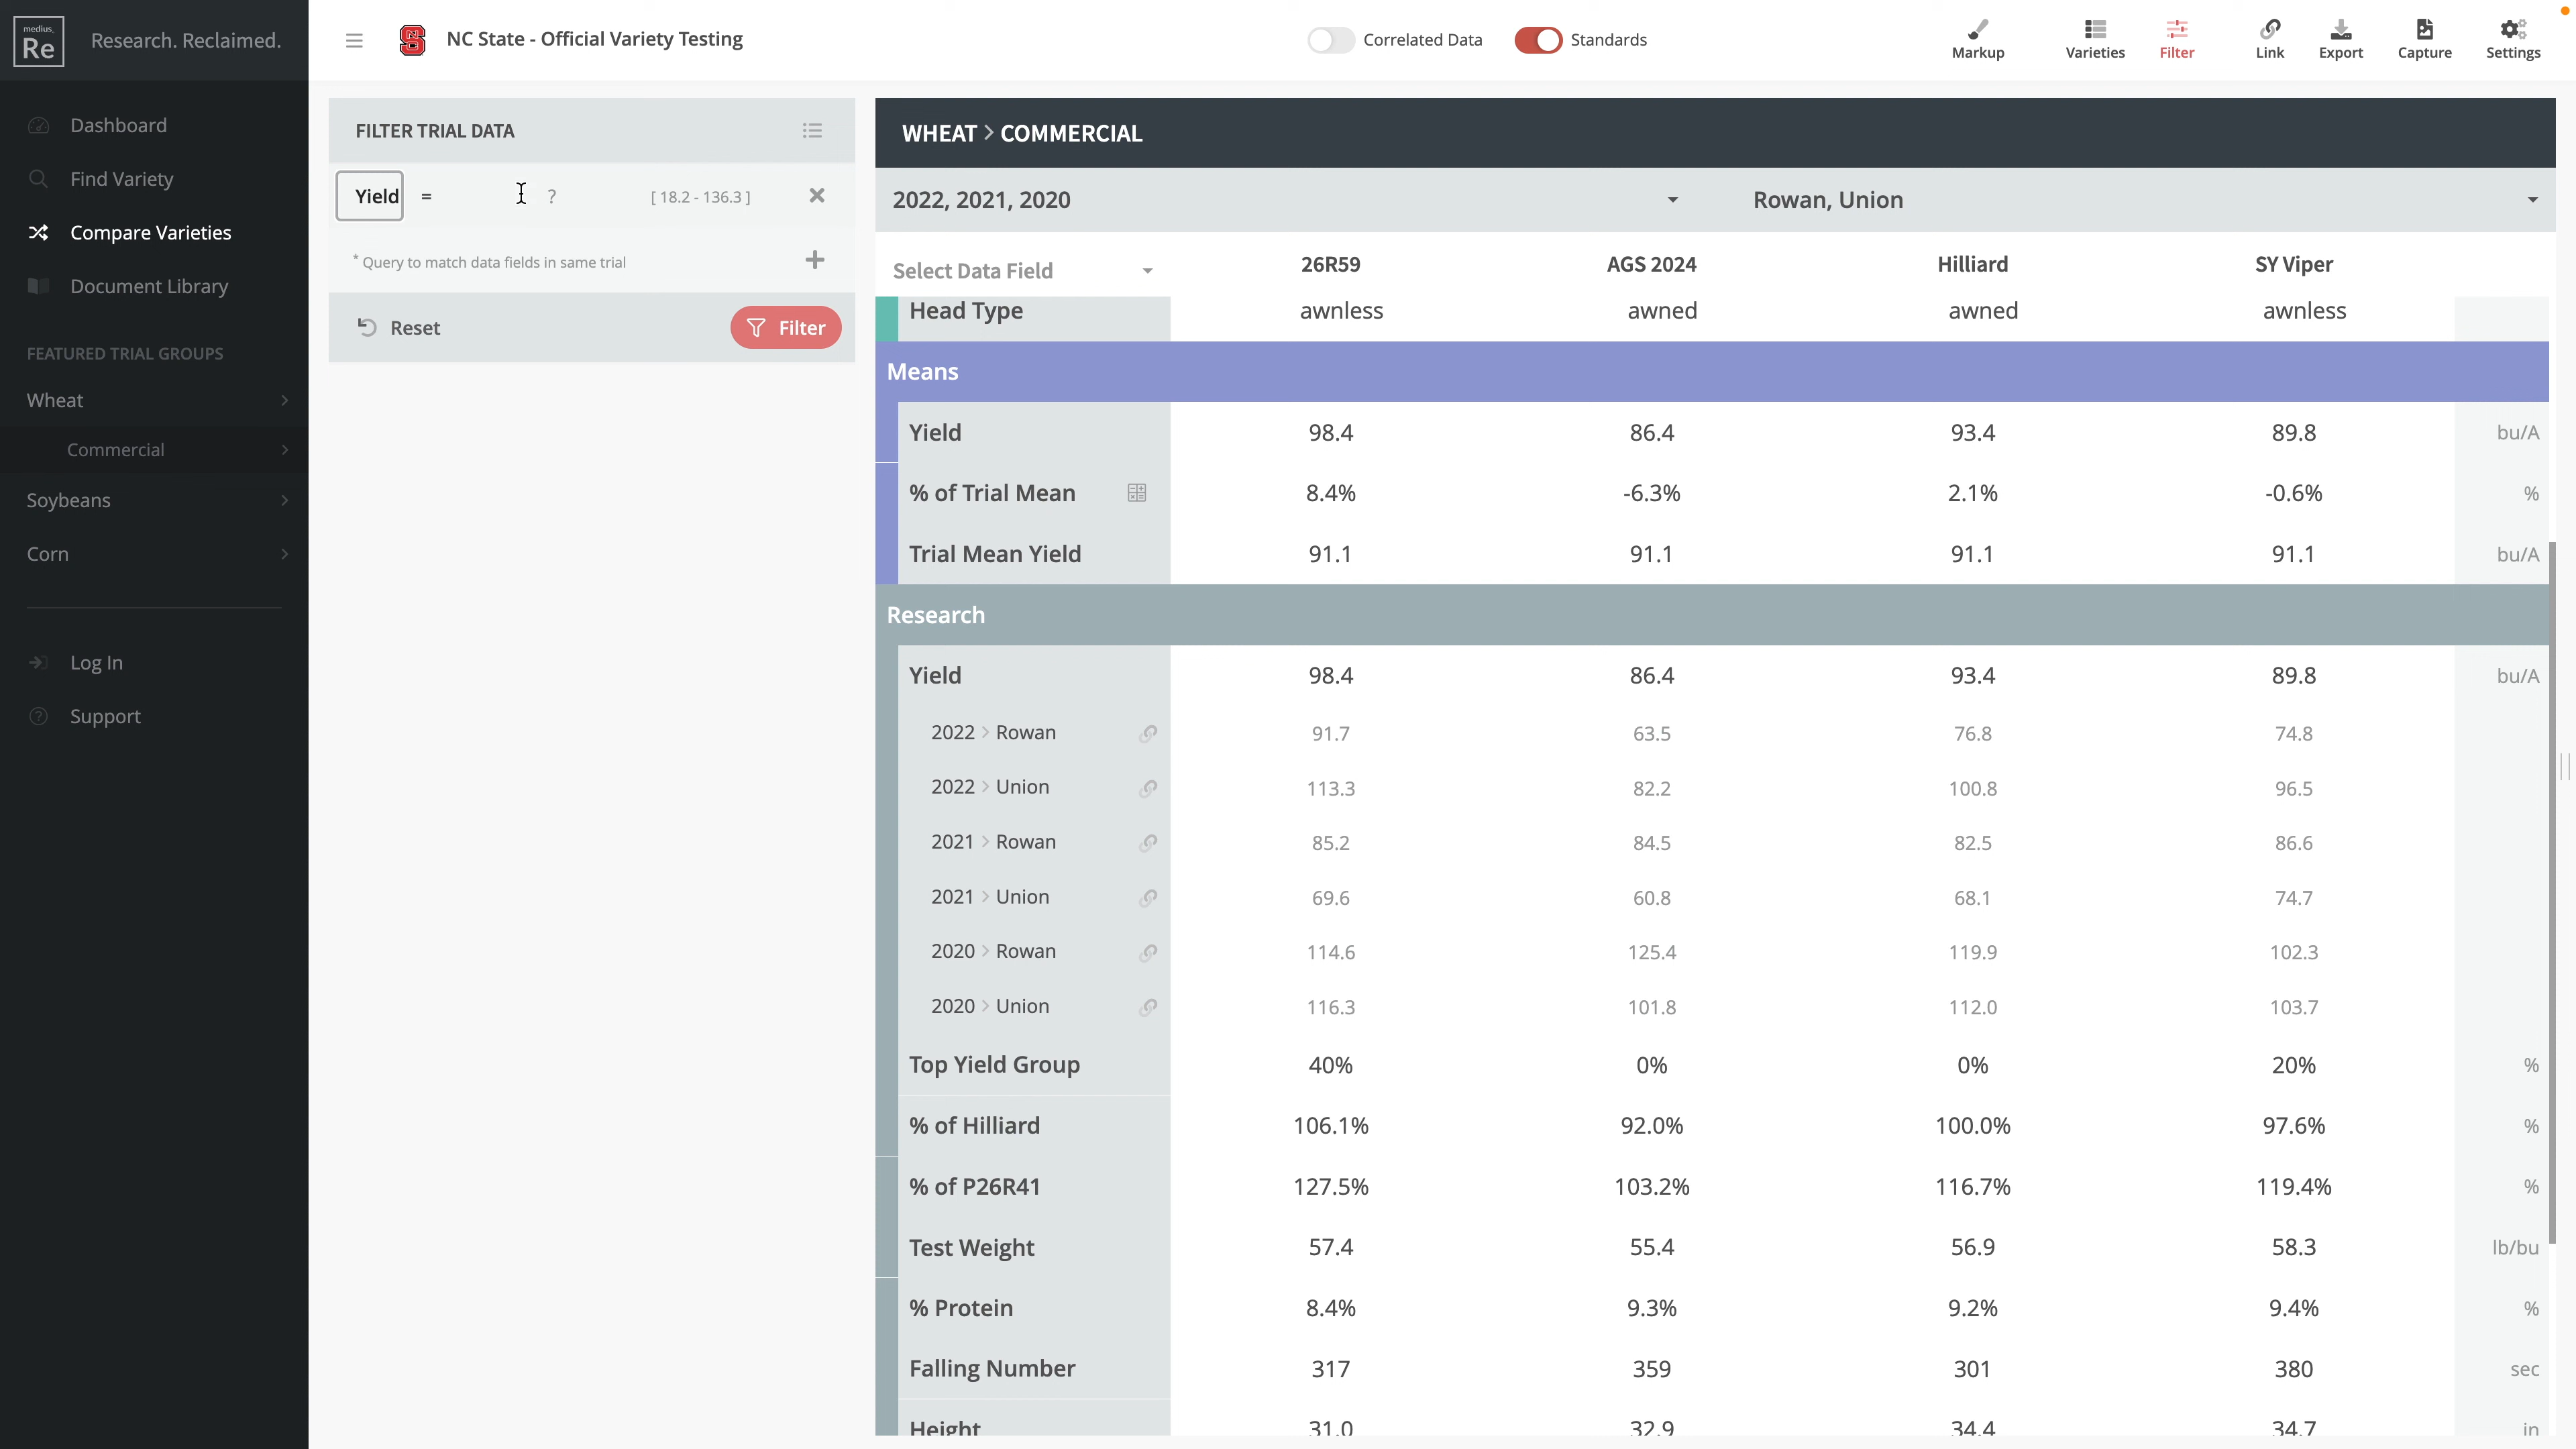 medius
Re
Research. Reclaimed.
NC State - Official Variety Testing
Correlated Data
Standards
Markup
Varieties
Filter
Link
Export
Capture
Settings
Dashboard
Find Variety
Compare Varieties
Document Library
FEATURED TRIAL GROUPS
Wheat
Commercial
Soybeans
Corn
Log In
Support
FILTER TRIAL DATA
Yield = ? [ 18.2 - 136.3 ]
* Query to match data fields in same trial
Reset
Filter
WHEAT > COMMERCIAL
2022, 2021, 2020
Rowan, Union
Select Data Field 26R59 AGS 2024 Hilliard SY Viper
Head Type awnless awned awned awnless
Means
Yield 98.4 86.4 93.4 89.8 bu/A
% of Trial Mean 8.4% -6.3% 2.1% -0.6% %
Trial Mean Yield 91.1 91.1 91.1 91.1 bu/A
Research
Yield 98.4 86.4 93.4 89.8 bu/A
2022 > Rowan 91.7 63.5 76.8 74.8
2022 > Union 113.3 82.2 100.8 96.5
2021 > Rowan 85.2 84.5 82.5 86.6
2021 > Union 69.6 60.8 68.1 74.7
2020 > Rowan 114.6 125.4 119.9 102.3
2020 > Union 116.3 101.8 112.0 103.7
Top Yield Group 40% 0% 0% 20% %
% of Hilliard 106.1% 92.0% 100.0% 97.6% %
% of P26R41 127.5% 103.2% 116.7% 119.4% %
Test Weight 57.4 55.4 56.9 58.3 lb/bu
% Protein 8.4% 9.3% 9.2% 9.4% %
Falling Number 317 359 301 380 sec
Height 31.0 32.9 34.4 34.7 in